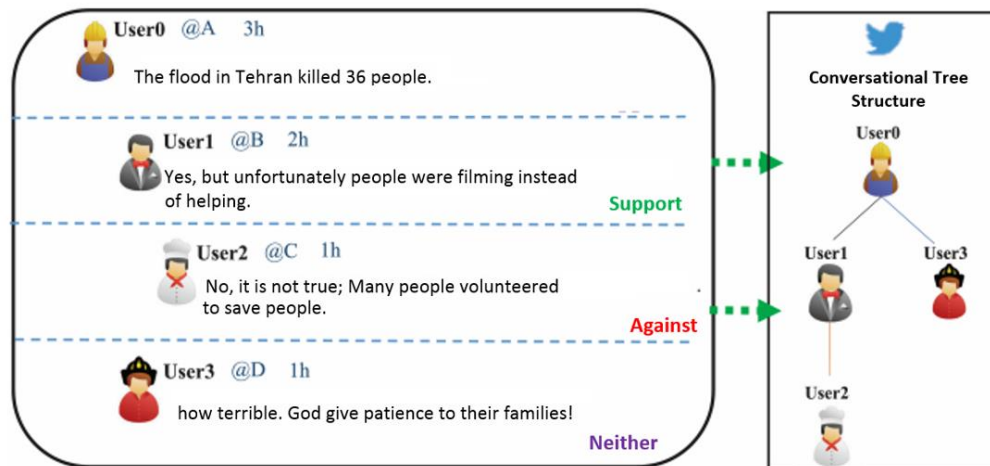 User0 @A 3h
The flood in Tehran killed 36 people.
User1 @B 2h
Yes, but unfortunately people were filming instead
of helping.
Support
User2 @C 1h
No, it is not true; Many people volunteered
to save people.
Against
User3 @D 1h
how terrible. God give patience to their families!
Neither
Conversational Tree
Structure
User0
User1
User3
User2